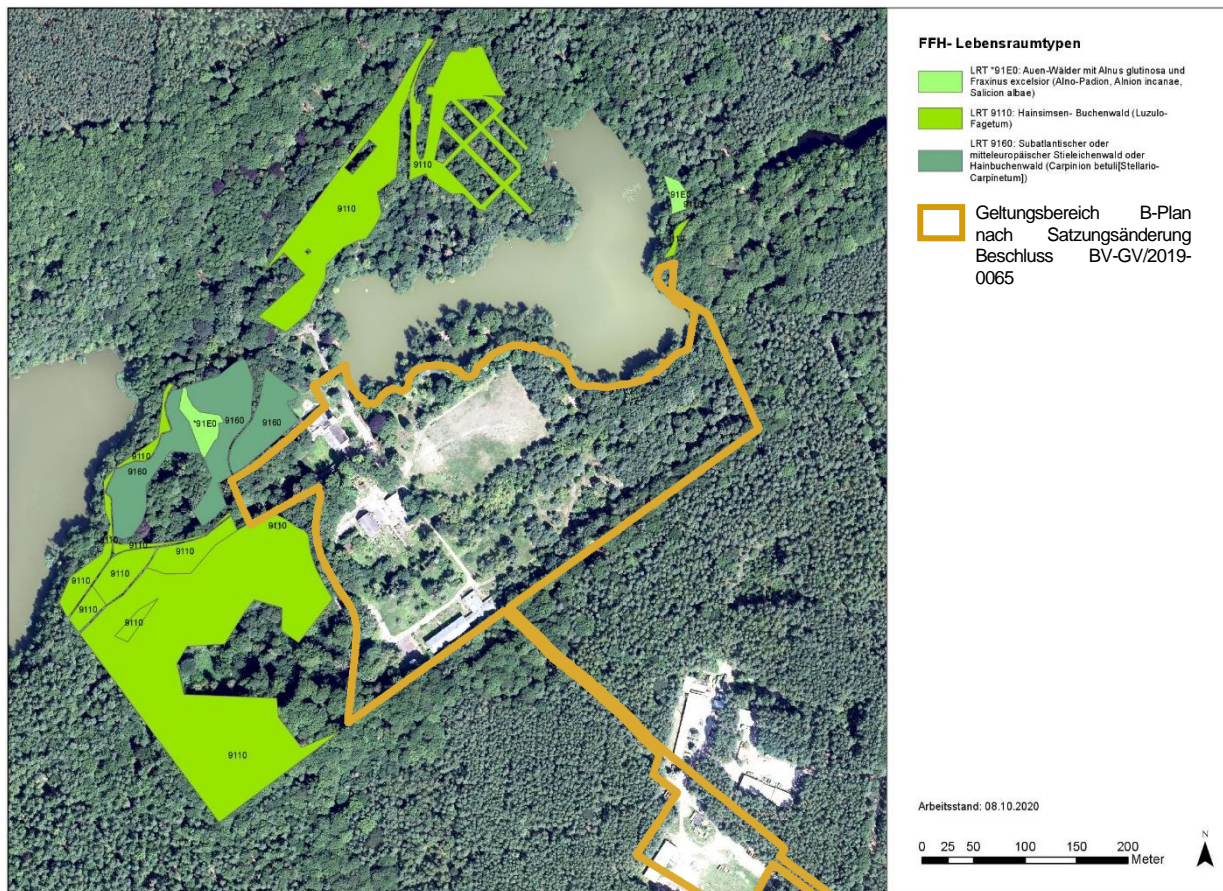 FFH- Lebensraumtypen
LRT *91E0: Auen-Wälder mit Alnus glutinosa und
Fraxinus excelsior (Alno-Padion, Alnion incanae,
Salicion albae)
LRT 9110: Hainsimsen- Buchenwald (Luzulo-
Fagetum)
LRT 9160: Subatlantischer oder
mitteleuropäischer Stieleichenwald oder
Hainbuchenwald (Carpinion betuli[Stellario-
Carpinetum])
Geltungsbereich B-Plan
nach Satzungsänderung
Beschluss BV-GV/2019-
0065
9110
9110
*91E0
*91E0
9160
9160
9110
9160
9110
9110
9110
9110
9110
9110
9110
9110
Arbeitsstand: 08.10.2020
N
0 25 50 100 150 200
Meter